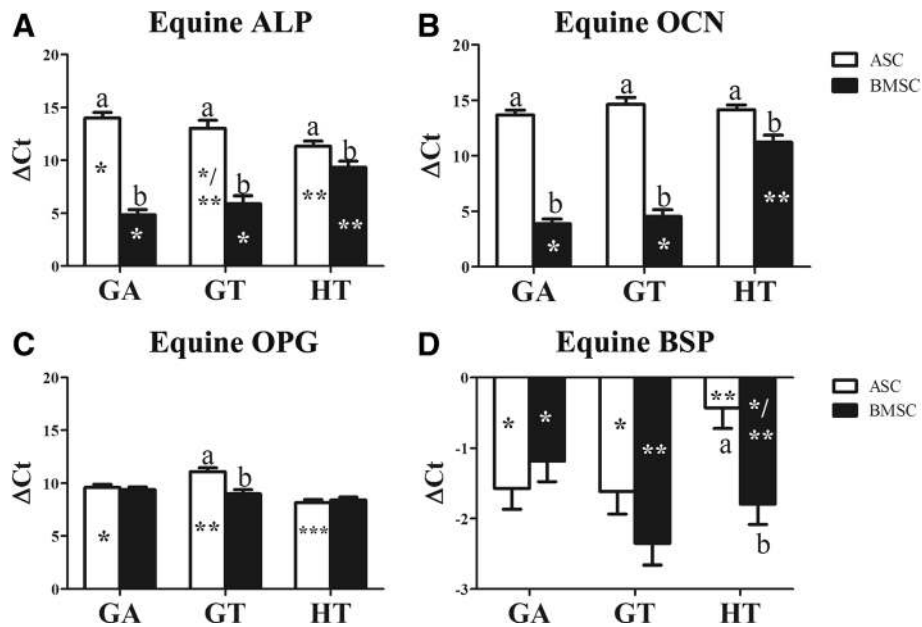 A Equine ALP
20
15
10
5
0
ΔCt
a
*
b
*
a
*/
**
b
*
a
**
b
**
GA GT HT
B Equine OCN
20
15
10
5
0
ΔCt
a
b
*
a
b
*
a
b
**
GA GT HT
ASC
BMSC
C Equine OPG
20
15
10
5
0
ΔCt
*
a
**
b
***
GA GT HT
D Equine BSP
0
-1
-2
-3
ΔCt
*
*
*
**
**
a
*/
**
b
GA GT HT
ASC
BMSC